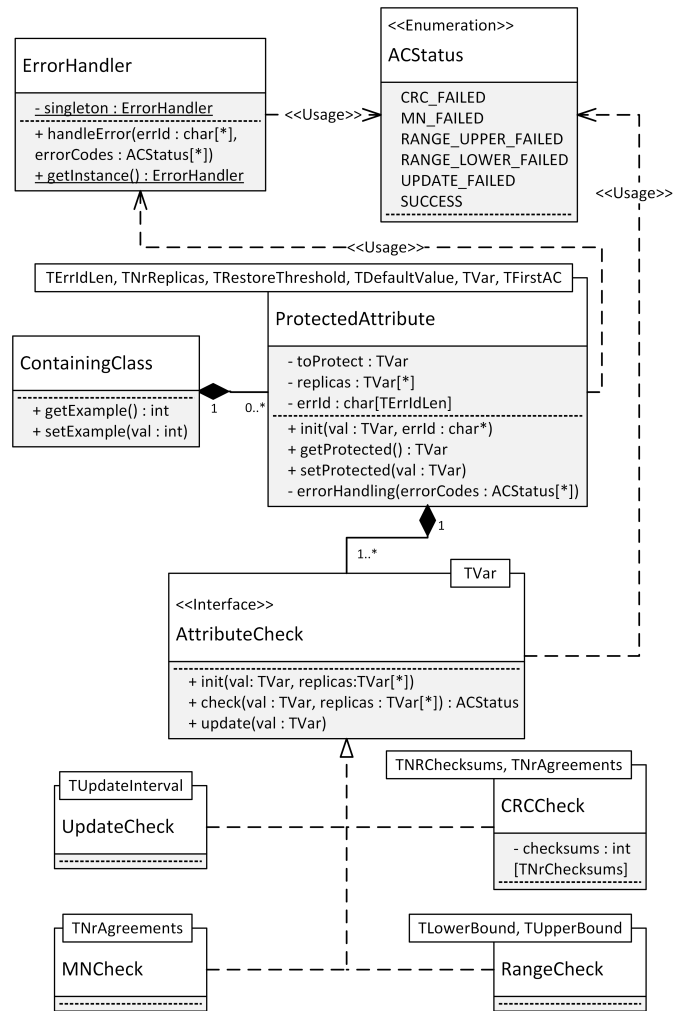 <<Enumeration>>
ACStatus
CRC_FAILED
MN_FAILED
RANGE_UPPER_FAILED
RANGE_LOWER_FAILED
UPDATE_FAILED
SUCCESS
ErrorHandler
- singleton : ErrorHandler
+ handleError(errId : char[*],
errorCodes : ACStatus[*])
+ getInstance() : ErrorHandler
<<Usage>>
<<Usage>>
<<Usage>>
TErrIdLen, TNrReplicas, TRestoreThreshold, TDefaultValue, TVar, TFirstAC
ProtectedAttribute
- toProtect : TVar
- replicas : TVar[*]
- errId : char[TErrIdLen]
+ init(val : TVar, errId : char*)
+ getProtected() : TVar
+ setProtected(val : TVar)
- errorHandling(errorCodes : ACStatus[*])
ContainingClass
+ getExample() : int
+ setExample(val : int)
1
0..*
1
1..*
TVar
<<Interface>>
AttributeCheck
+ init(val: TVar, replicas:TVar[*])
+ check(val : TVar, replicas : TVar[*]) : ACStatus
+ update(val : TVar)
TUpdateInterval
UpdateCheck
TNRChecksums, TNrAgreements
CRCCheck
- checksums : int
[TNrChecksums]
TNrAgreements
MNCheck
TLowerBound, TUpperBound
RangeCheck